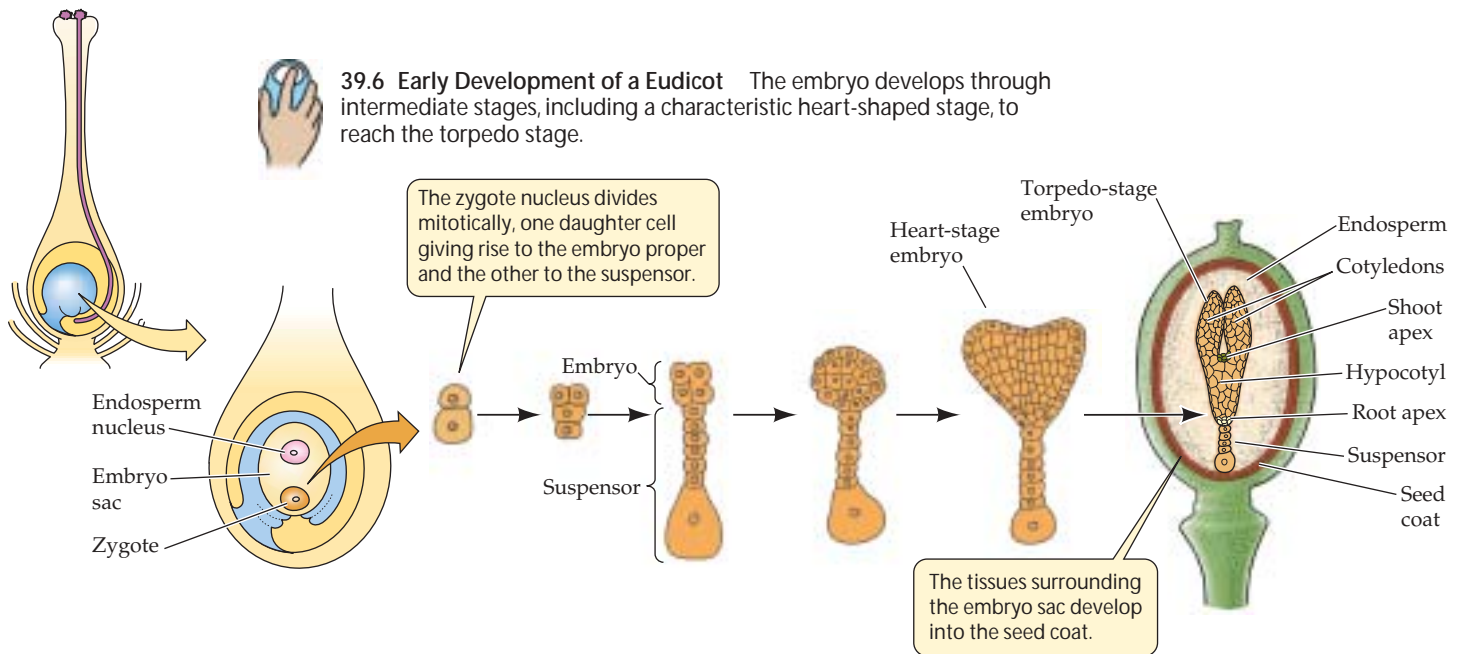 39.6 Early Development of a Eudicot The embryo develops through
intermediate stages, including a characteristic heart-shaped stage, to
reach the torpedo stage.
The zygote nucleus divides
mitotically, one daughter cell
giving rise to the embryo proper
and the other to the suspensor.
Endosperm
nucleus
Embryo
sac
Zygote
Embryo
Suspensor
Heart-stage
embryo
Torpedo-stage
embryo
Endosperm
Cotyledons
Shoot
apex
Hypocotyl
Root apex
Suspensor
Seed
coat
The tissues surrounding
the embryo sac develop
into the seed coat.